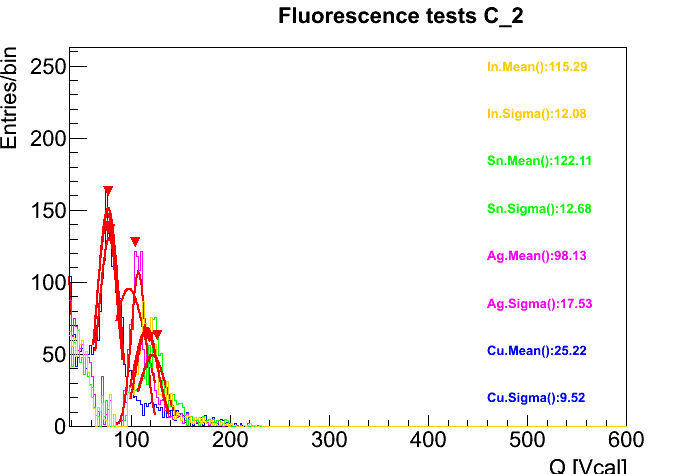 Fluorescence tests C_2
Entries/bin
250
200
150
100
50
0
100
200
300
400
500
600
Q [Vcal]
In.Mean():115.29
In.Sigma():12.08
Sn.Mean():122.11
Sn.Sigma():12.68
Ag.Mean():98.13
Ag.Sigma():17.53
Cu.Mean():25.22
Cu.Sigma():9.52